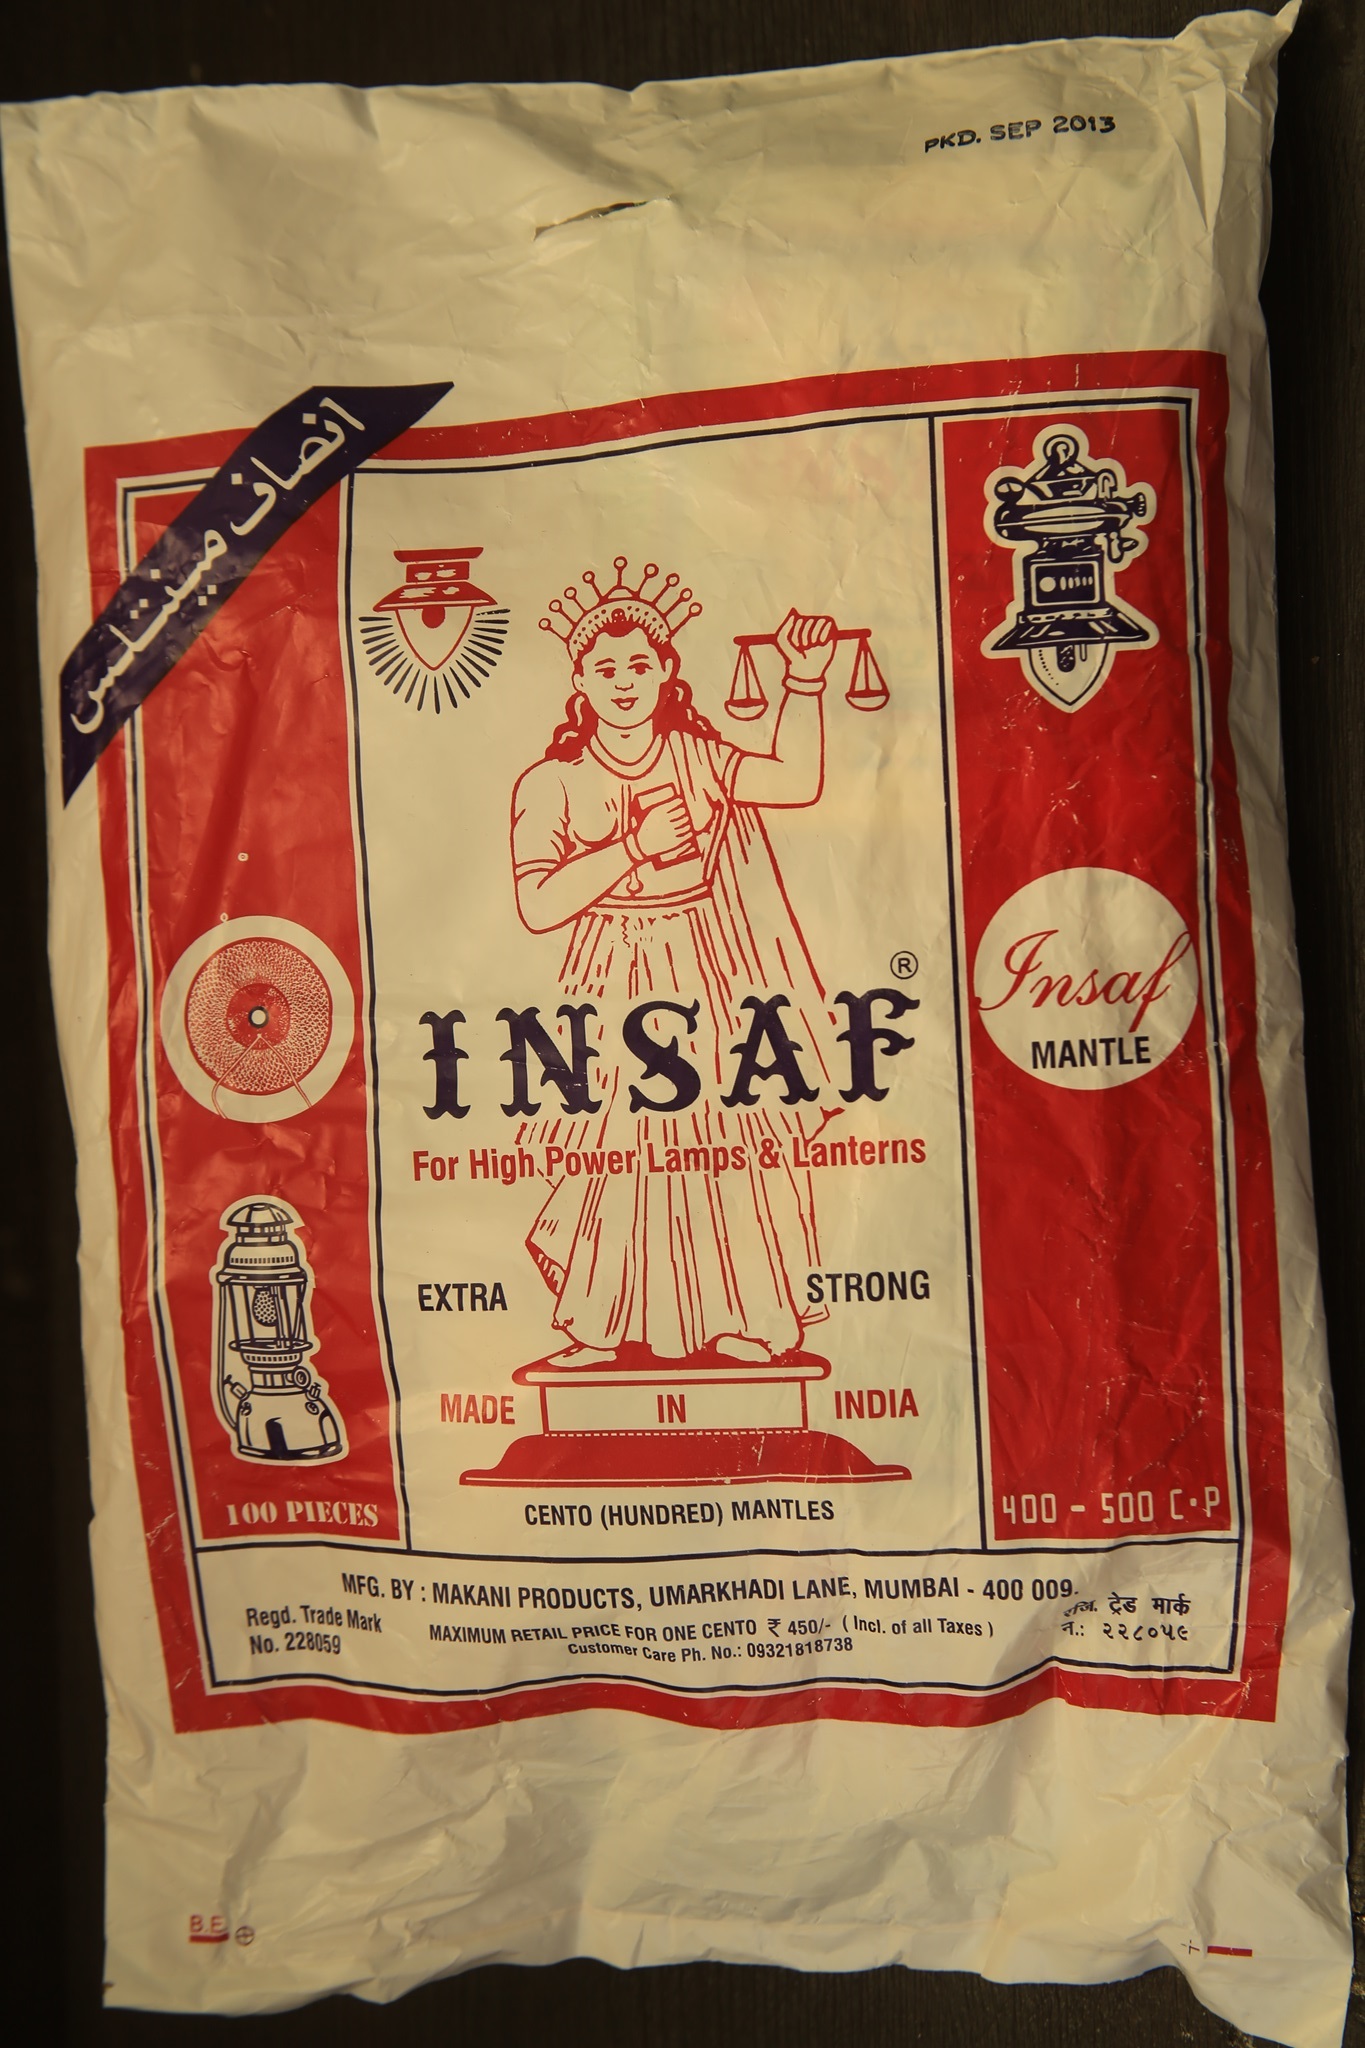 PKD. SEP 2013
انصاف مينتلس
®
INSAF
For High Power Lamps & Lanterns
Insaf
MANTLE
EXTRA STRONG
MADE IN INDIA
100 PIECES
CENTO (HUNDRED) MANTLES
400 - 500 C·P
MFG. BY : MAKANI PRODUCTS, UMARKHADI LANE, MUMBAI - 400 009.
Regd. Trade Mark
No. 228059
MAXIMUM RETAIL PRICE FOR ONE CENTO ₹ 450/- ( Incl. of all Taxes )
Customer Care Ph. No.: 09321818738
ट्रेड मार्क
नं.: २२८०५९
B.E.